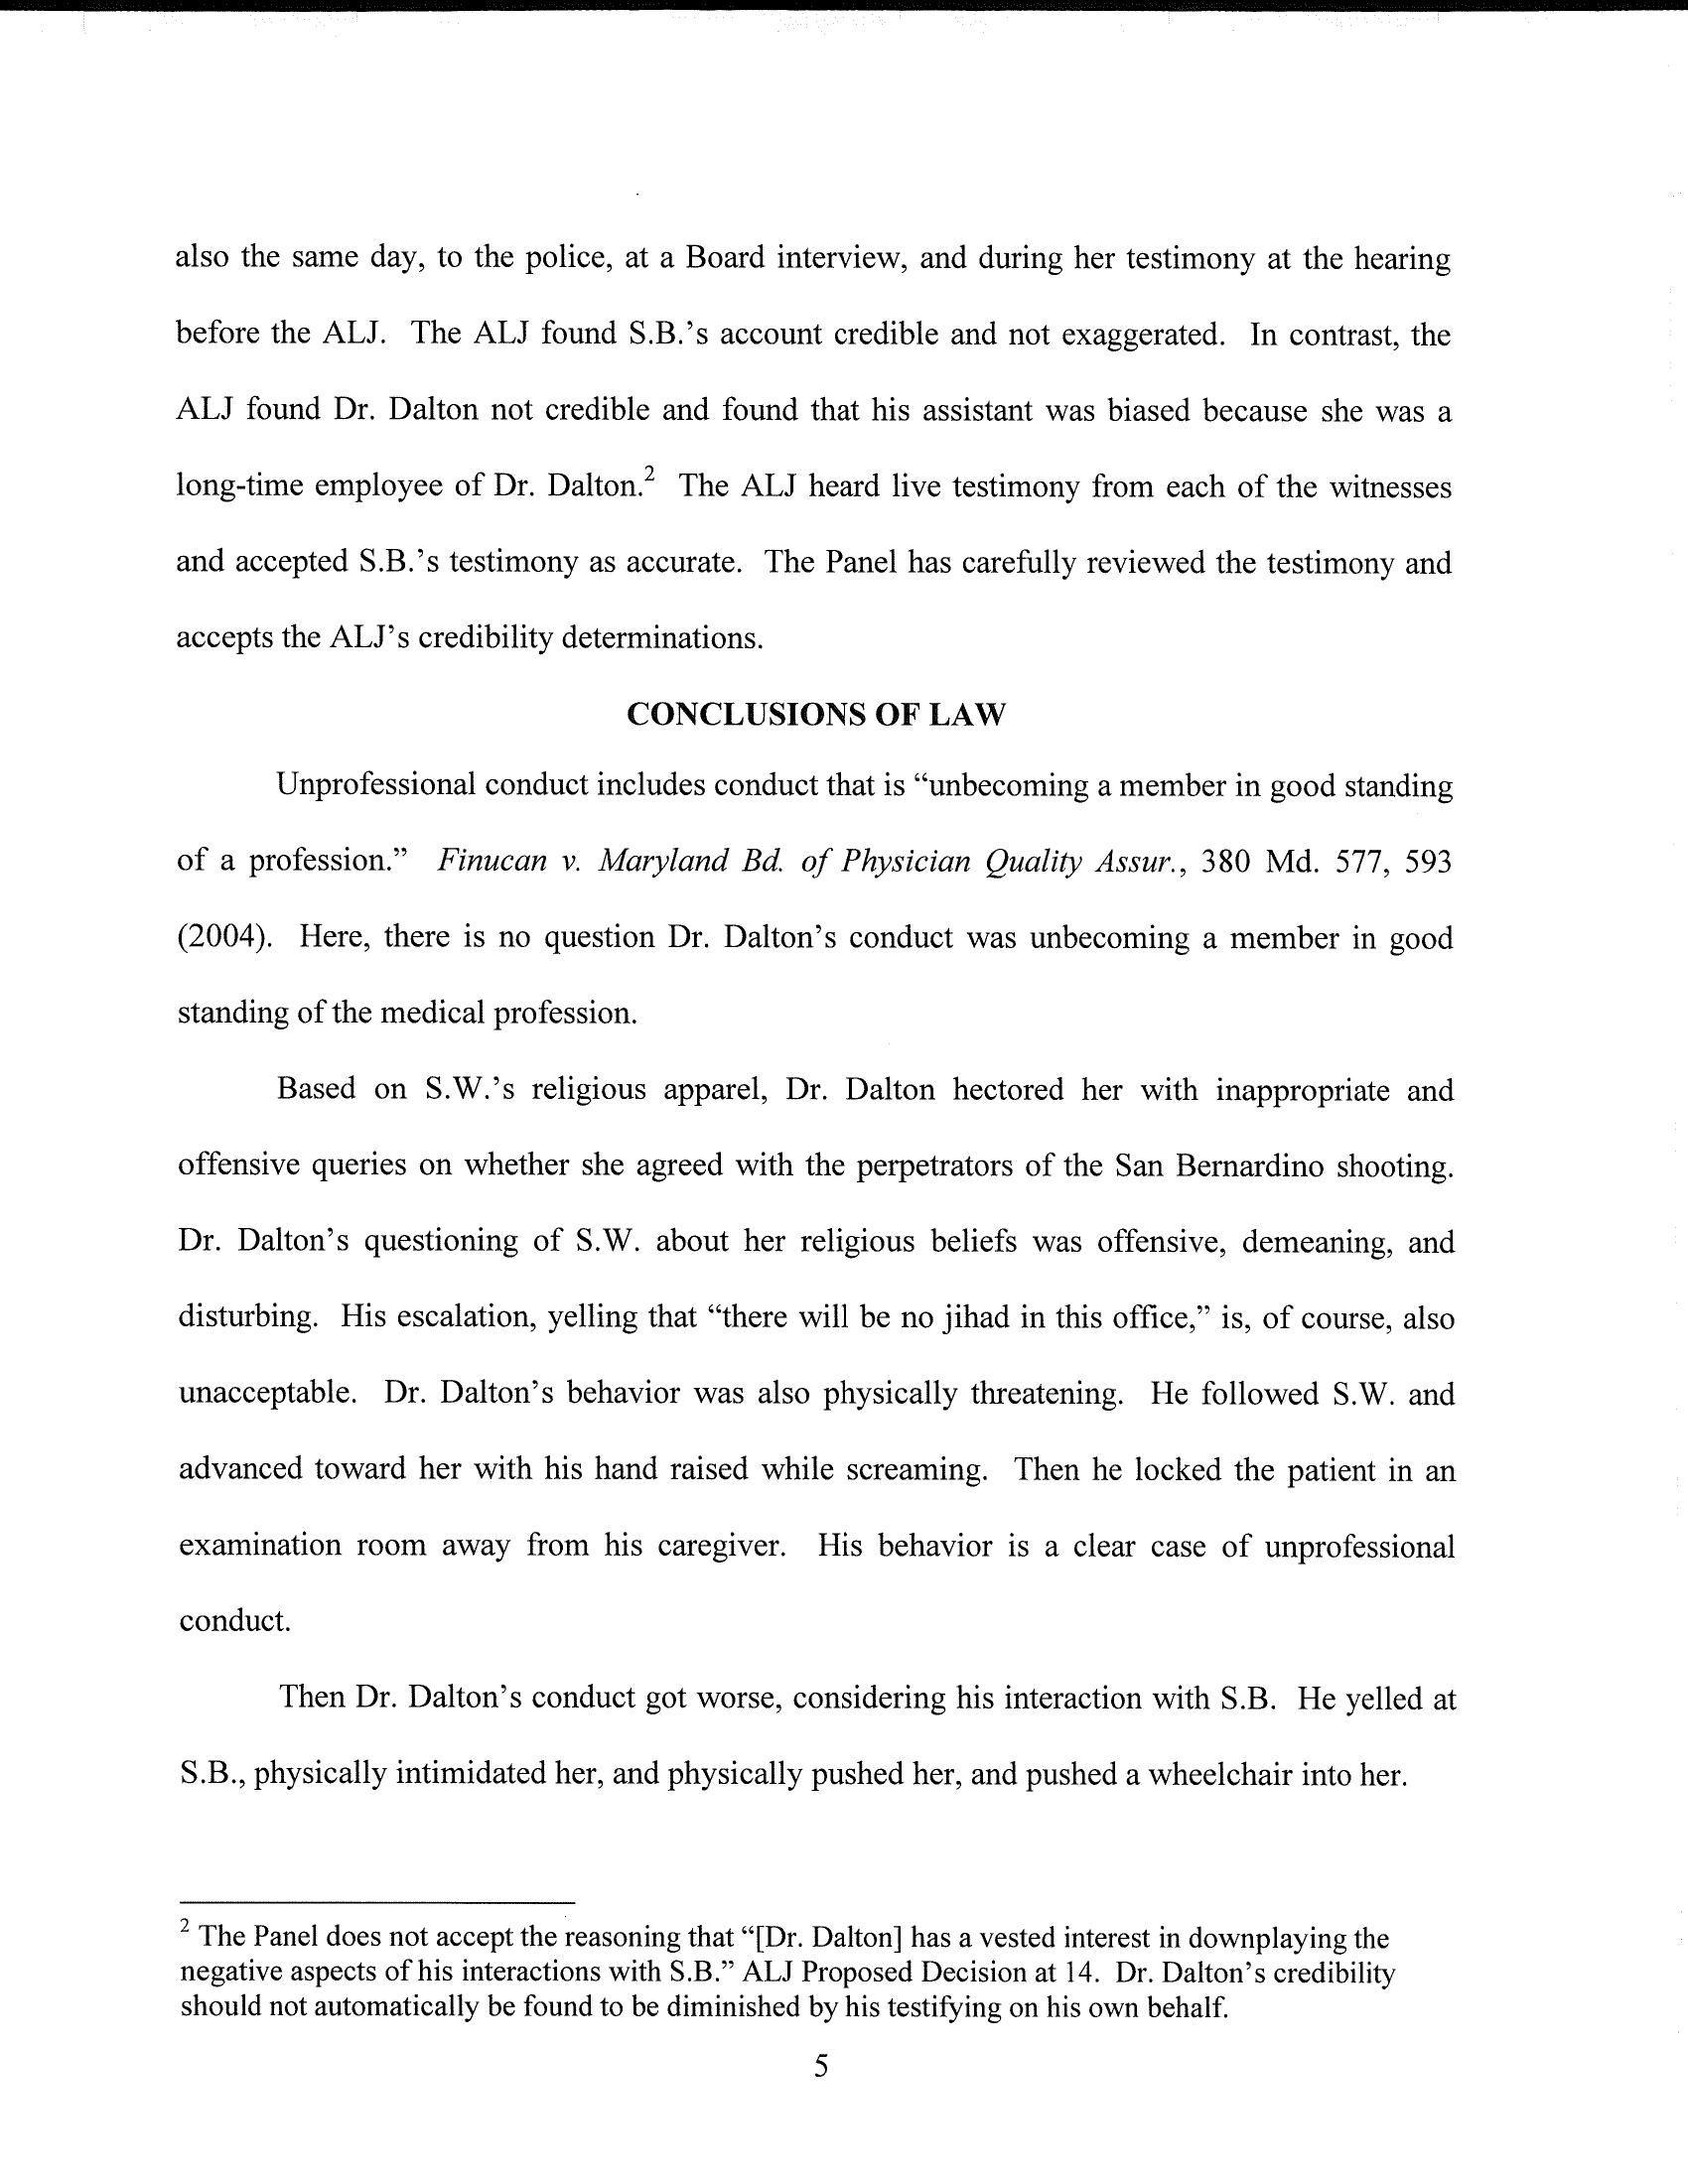 also the same day, to the police, at a Board interview, and during her testimony at the hearing
before the ALJ. The ALJ found S.B.’s account credible and not exaggerated. In contrast, the
ALJ found Dr. Dalton not credible and found that his assistant was biased because she was a
long-time employee of Dr. Dalton.2 The ALJ heard live testimony from each of the witnesses
and accepted S.B.’s testimony as accurate. The Panel has carefully reviewed the testimony and
accepts the ALJ’s credibility determinations.
CONCLUSIONS OF LAW
Unprofessional conduct includes conduct that is “unbecoming a member in good standing
of a profession.” Finucan v. Maryland Bd. of Physician Quality Assur., 380 Md. 577, 593
(2004). Here, there is no question Dr. Dalton’s conduct was unbecoming a member in good
standing of the medical profession.
Based on S.W.’s religious apparel, Dr. Dalton hectored her with inappropriate and
offensive queries on whether she agreed with the perpetrators of the San Bernardino shooting.
Dr. Dalton’s questioning of S.W. about her religious beliefs was offensive, demeaning, and
disturbing. His escalation, yelling that “there will be no jihad in this office,” is, of course, also
unacceptable. Dr. Dalton’s behavior was also physically threatening. He followed S.W. and
advanced toward her with his hand raised while screaming. Then he locked the patient in an
examination room away from his caregiver. His behavior is a clear case of unprofessional
conduct.
Then Dr. Dalton’s conduct got worse, considering his interaction with S.B. He yelled at
S.B., physically intimidated her, and physically pushed her, and pushed a wheelchair into her.
2 The Panel does not accept the reasoning that “[Dr. Dalton] has a vested interest in downplaying the
negative aspects of his interactions with S.B.” ALJ Proposed Decision at 14. Dr. Dalton’s credibility
should not automatically be found to be diminished by his testifying on his own behalf.
5